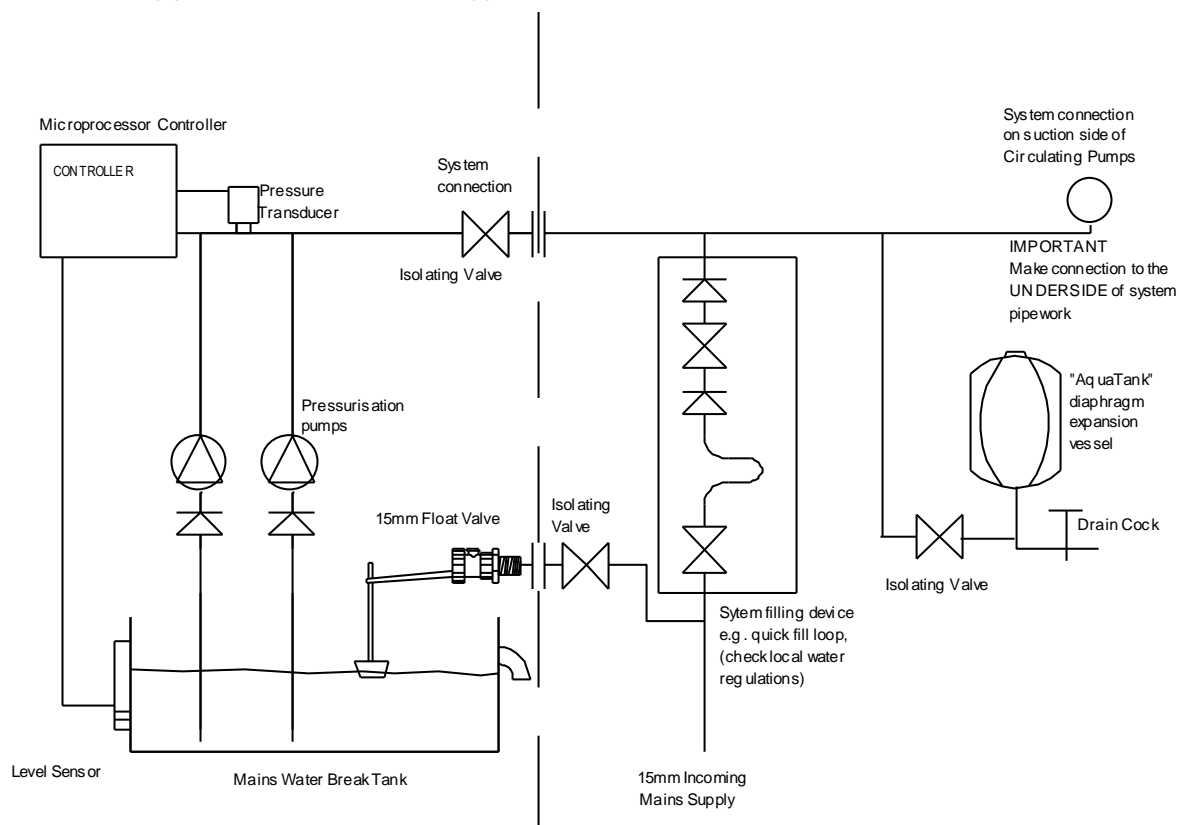 Microprocessor Controller
CONTROLLER
Pressure
Transducer
System
connection
Isolating Valve
System connection
on suction side of
Circulating Pumps
IMPORTANT
Make connection to the
UNDERSIDE of system
pipework
Pressurisation
pumps
"AquaTank"
diaphragm
expansion
vessel
15mm Float Valve
Isolating
Valve
Drain Cock
Isolating Valve
Sytem filling device
e.g. quick fill loop,
(check local water
regulations)
Level Sensor
Mains Water Break Tank
15mm Incoming
Mains Supply